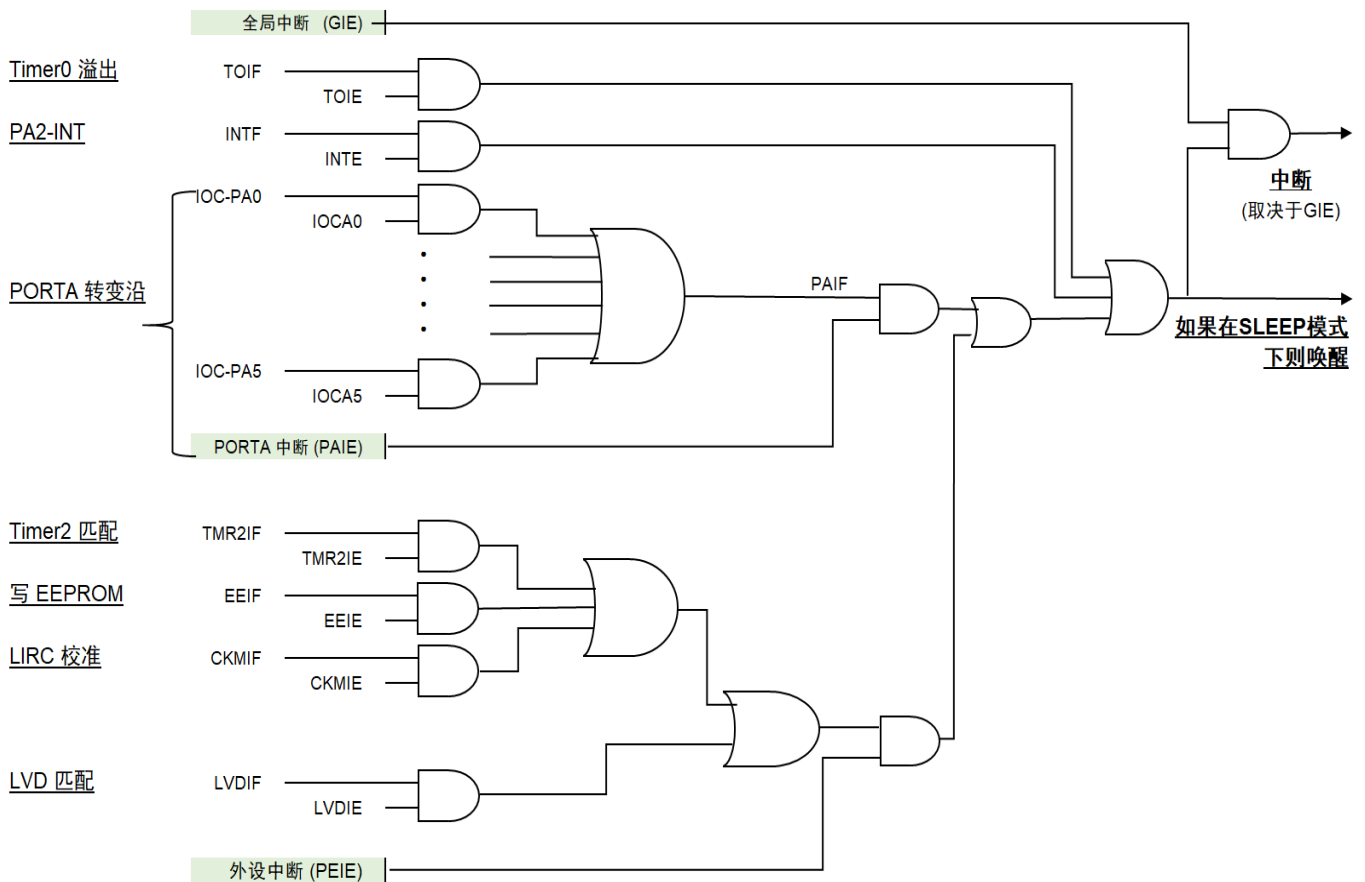 全局中断 (GIE)
Timer0 溢出
TOIF
TOIE
PA2-INT
INTF
INTE
中断
(取决于GIE)
IOC-PA0
IOCA0
PORTA 转变沿
PAIF
如果在SLEEP模式
下则唤醒
IOC-PA5
IOCA5
PORTA 中断 (PAIE)
Timer2 匹配
TMR2IF
TMR2IE
写 EEPROM
EEIF
EEIE
LIRC 校准
CKMIF
CKMIE
LVD 匹配
LVDIF
LVDIE
外设中断 (PEIE)